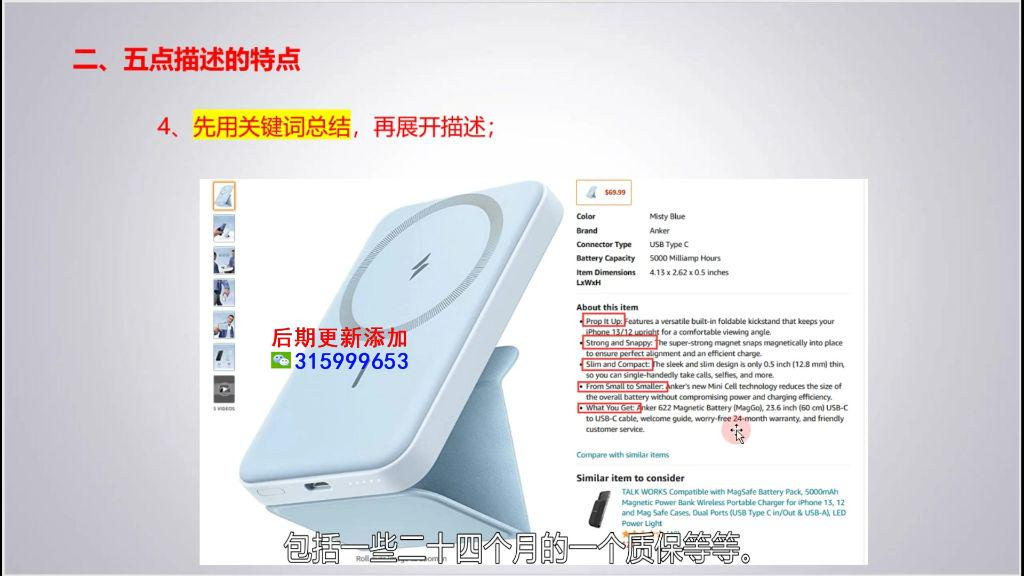 二、五点描述的特点
4、先用关键词总结，再展开描述；
$69.99
Color Misty Blue
Brand Anker
Connector Type USB Type C
Battery Capacity 5000 Milliamp Hours
Item Dimensions 4.13 x 2.62 x 0.5 inches
LxWxH
About this item
Prop It Up: Features a versatile built-in foldable kickstand that keeps your
iPhone 13/12 upright for a comfortable viewing angle.
Strong and Snappy: The super-strong magnet snaps magnetically into place
to ensure perfect alignment and an efficient charge.
Slim and Compact: The sleek and slim design is only 0.5 inch (12.8 mm) thin,
so you can single-handedly take calls, selfies, and more.
From Small to Smaller: Anker's new Mini Cell technology reduces the size of
the overall battery without compromising power and charging efficiency.
What You Get: Anker 622 Magnetic Battery (MagGo), 23.6 inch (60 cm) USB-C
to USB-C cable, welcome guide, worry-free 24-month warranty, and friendly
customer service.
Compare with similar items
Similar item to consider
TALK WORKS Compatible with MagSafe Battery Pack, 5000mAh
Magnetic Power Bank Wireless Portable Charger for iPhone 13, 12
and Mag Safe Cases, Dual Ports (USB Type C in/Out & USB-A), LED
Power Light
5 VIDEOS
后期更新添加
315999653
包括一些二十四个月的一个质保等等。